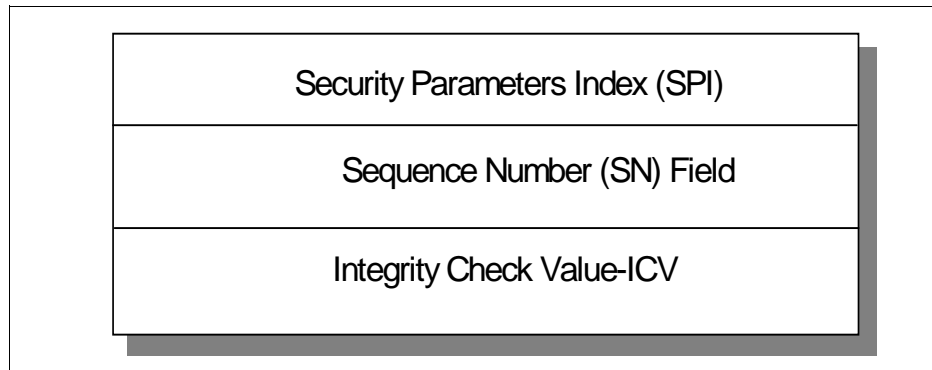 Security Parameters Index (SPI)
Sequence Number (SN) Field
Integrity Check Value-ICV